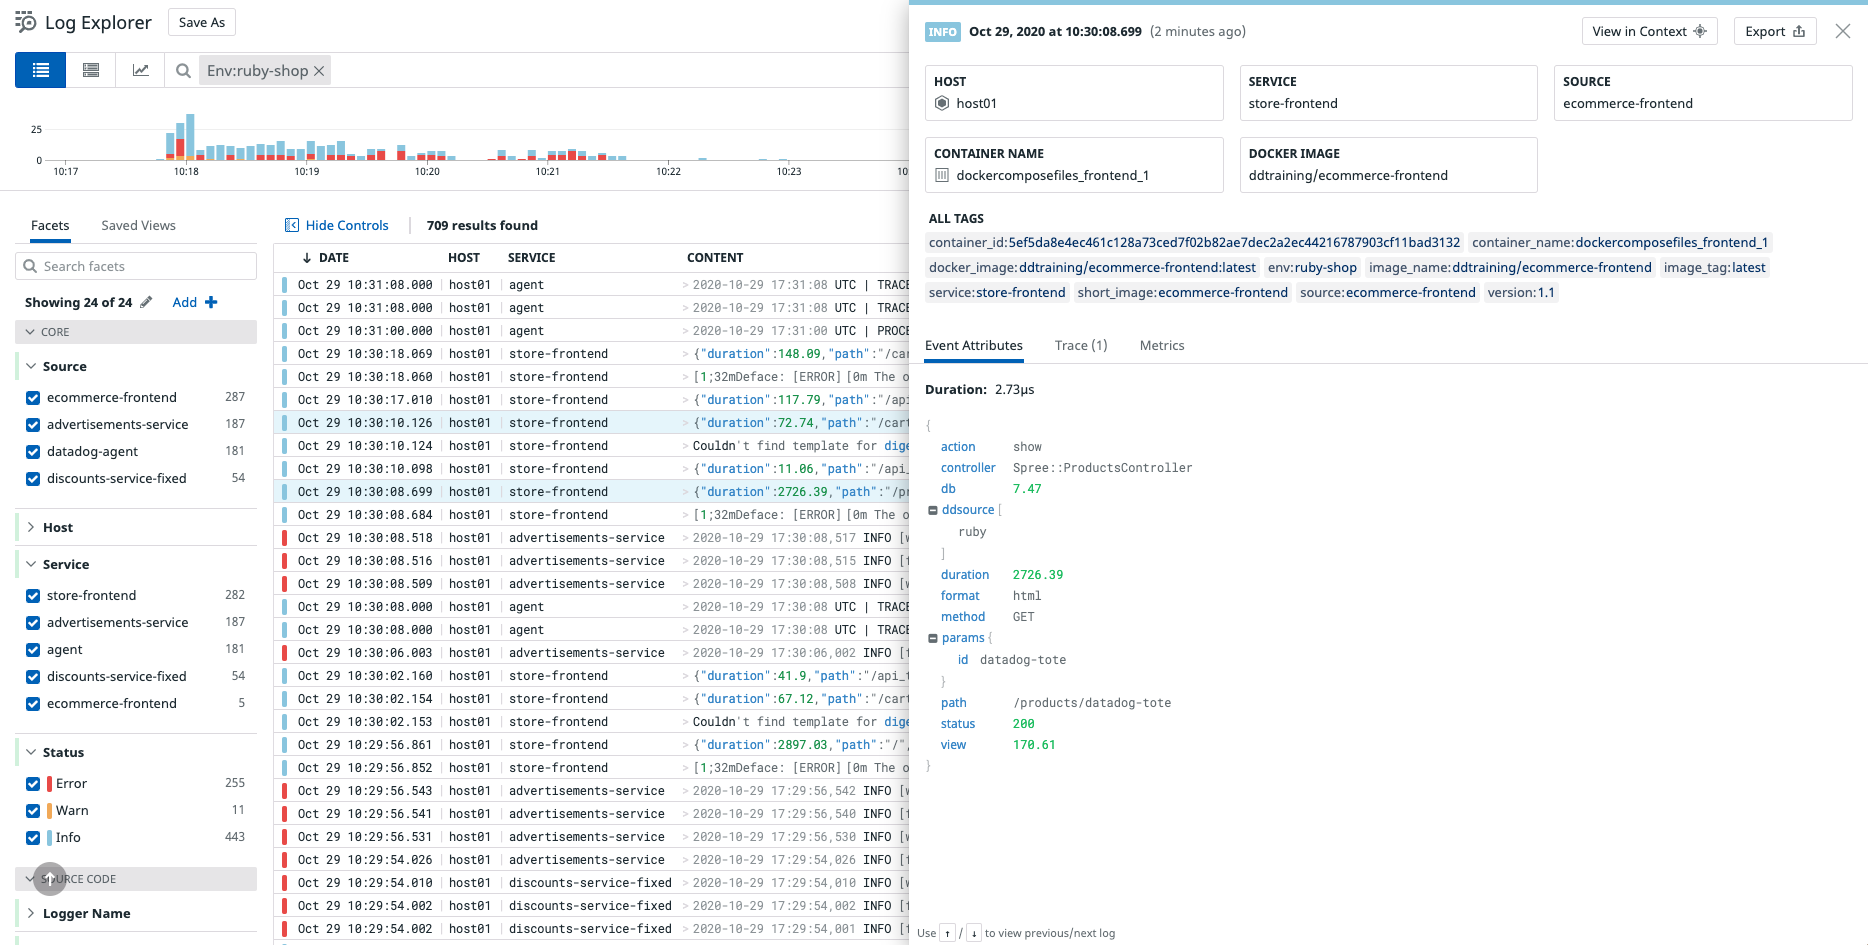 Log Explorer
Save As
Env:ruby-shop
25
0
10:17
10:18
10:19
10:20
10:21
10:22
10:23
10
Facets
Saved Views
Search facets
Showing 24 of 24
Add
CORE
Source
ecommerce-frontend 287
advertisements-service 187
datadog-agent 181
discounts-service-fixed 54
Host
Service
store-frontend 282
advertisements-service 187
agent 181
discounts-service-fixed 54
ecommerce-frontend 5
Status
Error 255
Warn 11
Info 443
SOURCE CODE
Logger Name
Hide Controls
709 results found
DATE HOST SERVICE CONTENT
Oct 29 10:31:08.000 host01 agent > 2020-10-29 17:31:08 UTC | TRACE
Oct 29 10:31:08.000 host01 agent > 2020-10-29 17:31:08 UTC | TRACE
Oct 29 10:31:00.000 host01 agent > 2020-10-29 17:31:00 UTC | PROCE
Oct 29 10:30:18.069 host01 store-frontend > {"duration":148.09,"path":"/car
Oct 29 10:30:18.060 host01 store-frontend > [1;32mDeface: [ERROR] [0m The o
Oct 29 10:30:17.010 host01 store-frontend > {"duration":117.79,"path":"/api
Oct 29 10:30:10.126 host01 store-frontend > {"duration":72.74,"path":"/cart
Oct 29 10:30:10.124 host01 store-frontend > Couldn't find template for dige
Oct 29 10:30:10.098 host01 store-frontend > {"duration":11.06,"path":"/api_
Oct 29 10:30:08.699 host01 store-frontend > {"duration":2726.39,"path":"/pr
Oct 29 10:30:08.684 host01 store-frontend > [1;32mDeface: [ERROR] [0m The o
Oct 29 10:30:08.518 host01 advertisements-service > 2020-10-29 17:30:08,517 INFO [w
Oct 29 10:30:08.516 host01 advertisements-service > 2020-10-29 17:30:08,515 INFO [t
Oct 29 10:30:08.509 host01 advertisements-service > 2020-10-29 17:30:08,508 INFO [w
Oct 29 10:30:08.000 host01 agent > 2020-10-29 17:30:08 UTC | TRACE
Oct 29 10:30:08.000 host01 agent > 2020-10-29 17:30:08 UTC | TRACE
Oct 29 10:30:06.003 host01 advertisements-service > 2020-10-29 17:30:06,002 INFO [t
Oct 29 10:30:02.160 host01 store-frontend > {"duration":41.9,"path":"/api_t
Oct 29 10:30:02.154 host01 store-frontend > {"duration":67.12,"path":"/cart
Oct 29 10:30:02.153 host01 store-frontend > Couldn't find template for dige
Oct 29 10:29:56.861 host01 store-frontend > {"duration":2897.03,"path":"/",
Oct 29 10:29:56.852 host01 store-frontend > [1;32mDeface: [ERROR] [0m The o
Oct 29 10:29:56.543 host01 advertisements-service > 2020-10-29 17:29:56,542 INFO [w
Oct 29 10:29:56.541 host01 advertisements-service > 2020-10-29 17:29:56,540 INFO [t
Oct 29 10:29:56.531 host01 advertisements-service > 2020-10-29 17:29:56,530 INFO [w
Oct 29 10:29:54.026 host01 advertisements-service > 2020-10-29 17:29:54,026 INFO [t
Oct 29 10:29:54.010 host01 discounts-service-fixed > 2020-10-29 17:29:54,010 INFO [w
Oct 29 10:29:54.002 host01 discounts-service-fixed > 2020-10-29 17:29:54,002 INFO [t
Oct 29 10:29:54.002 host01 discounts-service-fixed > 2020-10-29 17:29:54,001 INFO [t
INFO Oct 29, 2020 at 10:30:08.699 (2 minutes ago)
View in Context
Export
HOST
host01
SERVICE
store-frontend
SOURCE
ecommerce-frontend
CONTAINER NAME
dockercomposefiles_frontend_1
DOCKER IMAGE
ddtraining/ecommerce-frontend
ALL TAGS
container_id:5ef5da8e4ec461c128a73ced7f02b82ae7dec2a2ec44216787903cf11bad3132 container_name:dockercomposefiles_frontend_1
docker_image:ddtraining/ecommerce-frontend:latest env:ruby-shop image_name:ddtraining/ecommerce-frontend image_tag:latest
service:store-frontend short_image:ecommerce-frontend source:ecommerce-frontend version:1.1
Event Attributes
Trace (1)
Metrics
Duration: 2.73μs
{
action show
controller Spree::ProductsController
db 7.47
ddsource [
ruby
]
duration 2726.39
format html
method GET
params {
id datadog-tote
}
path /products/datadog-tote
status 200
view 170.61
}
Use ↑ / ↓ to view previous/next log